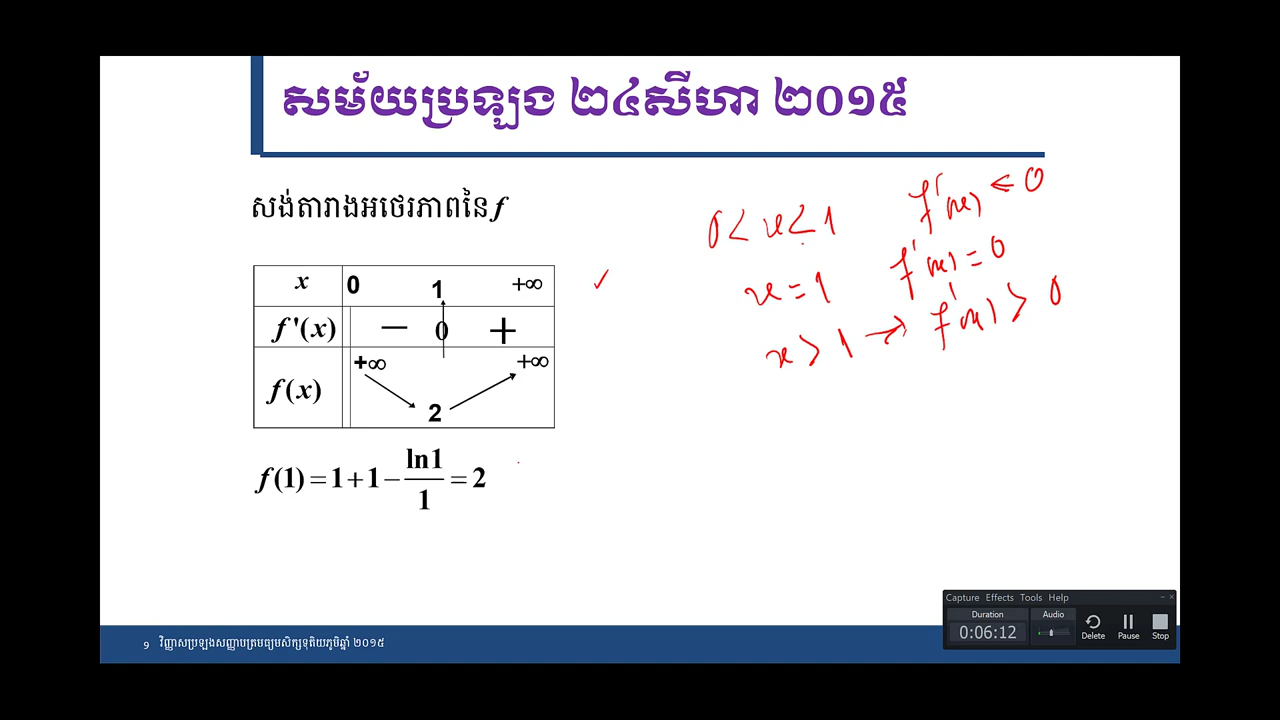 សម័យប្រឡង ២៤សីហា ២០១៥
សង់តារាងអថេរភាពនៃ f
x 0 1 +∞
f'(x) − 0 +
f(x) +∞ 2 +∞
f(1) = 1 + 1 − ln1/1 = 2
0 < x < 1 f'(x) < 0
x = 1 f'(x) = 0
x > 1 → f'(x) > 0
Capture Effects Tools Help
Duration Audio
0:06:12 Delete Pause Stop
9 វិញ្ញាសប្រឡងសញ្ញាបត្រមធ្យមសិក្សទុតិយភូមិឆ្នាំ ២០១៥